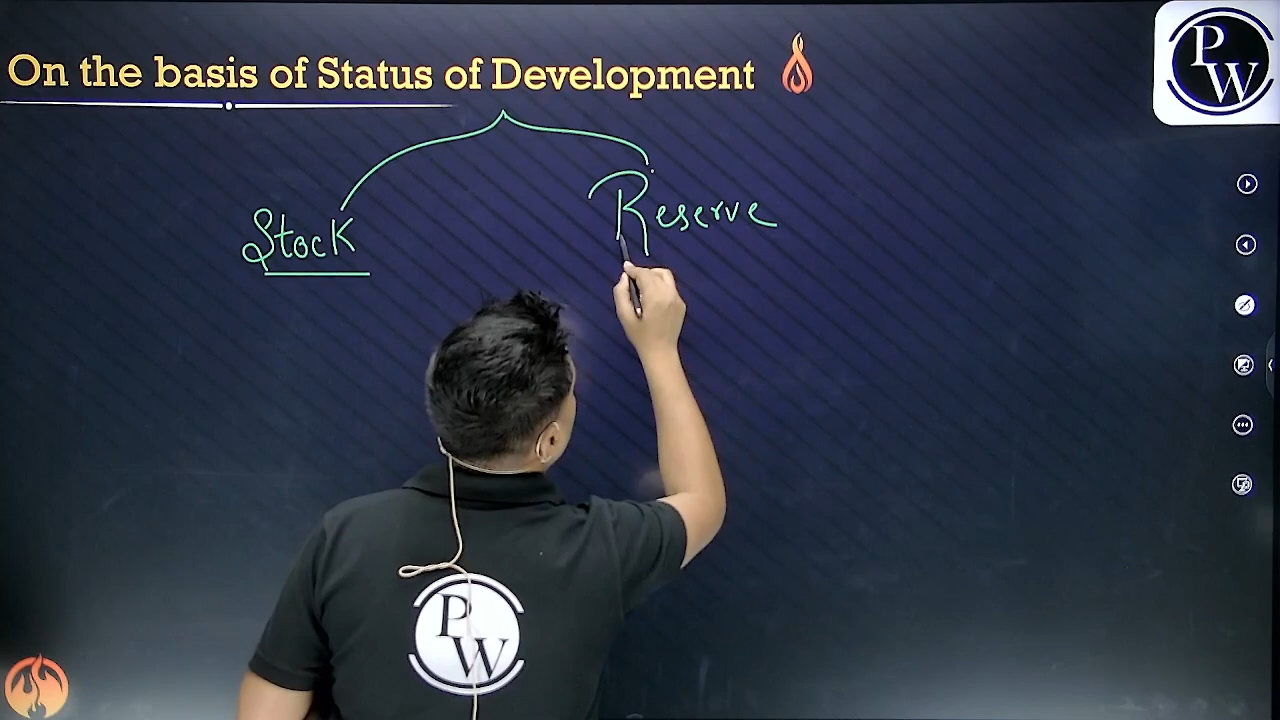 On the basis of Status of Development
PW
Stock
Reserve
PW